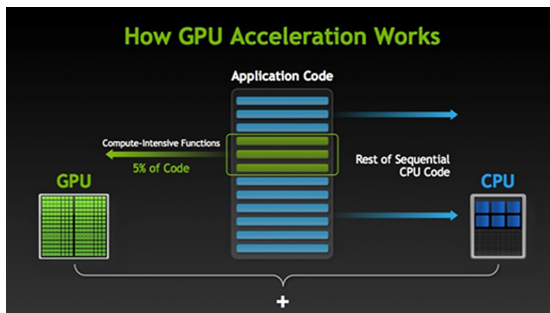 How GPU Acceleration Works
Application Code
Compute-Intensive Functions
5% of Code
Rest of Sequential
CPU Code
GPU
CPU
+